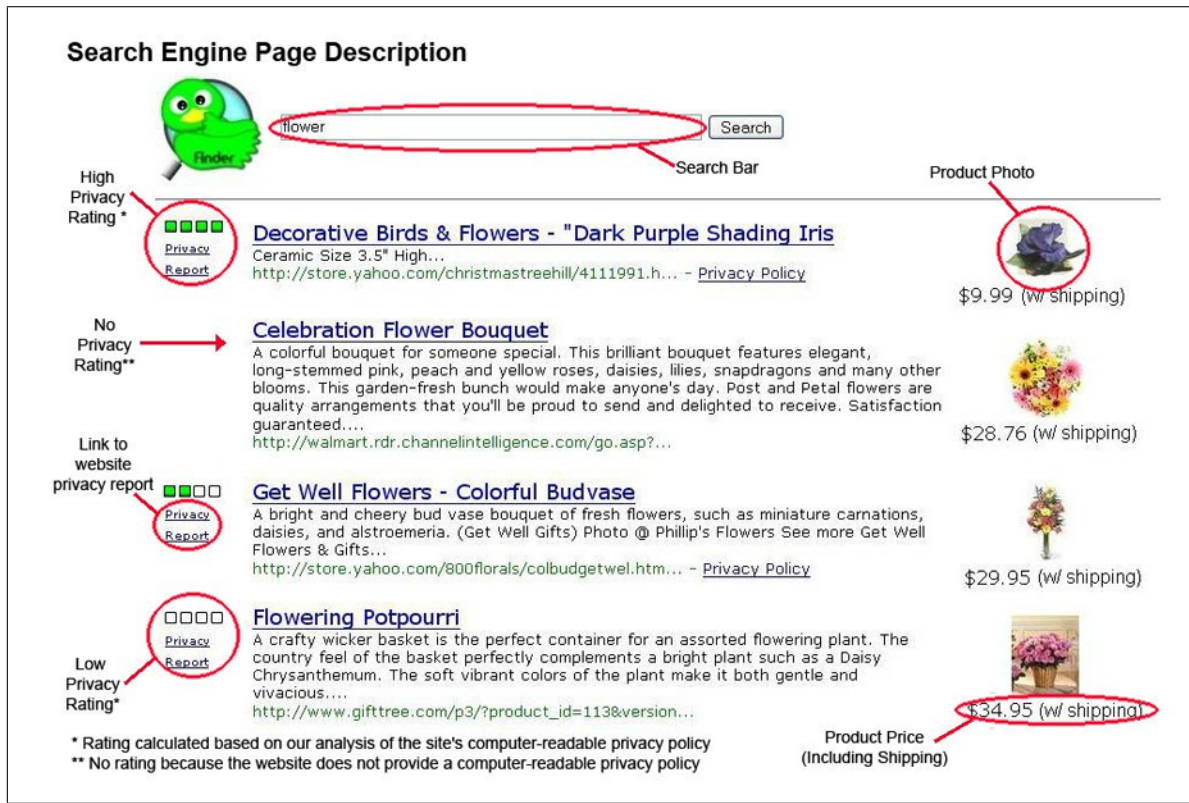 Search Engine Page Description
Finder
flower
Search
Search Bar
High
Privacy
Rating *
Product Photo
Privacy
Report
Decorative Birds & Flowers - "Dark Purple Shading Iris
Ceramic Size 3.5" High...
http://store.yahoo.com/christmastreehill/4111991.h... - Privacy Policy
$9.99 (w/ shipping)
No
Privacy
Rating**
Celebration Flower Bouquet
A colorful bouquet for someone special. This brilliant bouquet features elegant,
long-stemmed pink, peach and yellow roses, daisies, lilies, snapdragons and many other
blooms. This garden-fresh bunch would make anyone's day. Post and Petal flowers are
quality arrangements that you'll be proud to send and delighted to receive. Satisfaction
guaranteed....
http://walmart.rdr.channelintelligence.com/go.asp?...
$28.76 (w/ shipping)
Link to
website
privacy report
Privacy
Report
Get Well Flowers - Colorful Budvase
A bright and cheery bud vase bouquet of fresh flowers, such as miniature carnations,
daisies, and alstroemeria. (Get Well Gifts) Photo @ Phillip's Flowers See more Get Well
Flowers & Gifts...
http://store.yahoo.com/800florals/colbudgetwel.htm... - Privacy Policy
$29.95 (w/ shipping)
Privacy
Report
Low
Privacy
Rating*
Flowering Potpourri
A crafty wicker basket is the perfect container for an assorted flowering plant. The
country feel of the basket perfectly complements a bright plant such as a Daisy
Chrysanthemum. The soft vibrant colors of the plant make it both gentle and
vivacious....
http://www.gifttree.com/p3/?product_id=113&version...
$34.95 (w/ shipping)
Product Price
(Including Shipping)
* Rating calculated based on our analysis of the site's computer-readable privacy policy
** No rating because the website does not provide a computer-readable privacy policy